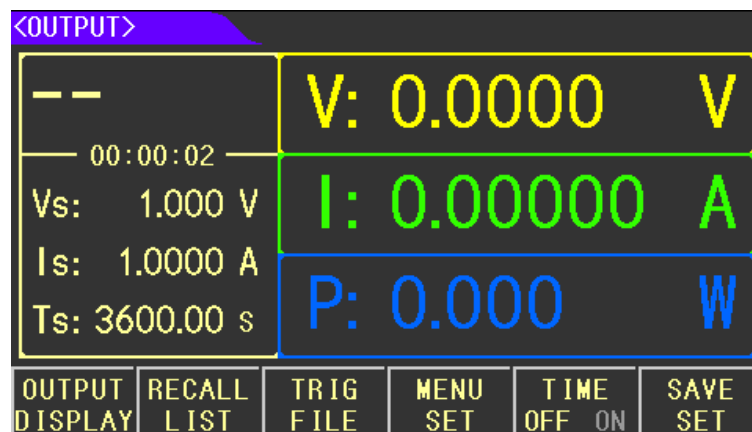 <OUTPUT>
--
00:00:02
Vs: 1.000 V
Is: 1.0000 A
Ts: 3600.00 s
V: 0.0000 V
I: 0.00000 A
P: 0.000 W
OUTPUT DISPLAY
RECALL LIST
TRIG FILE
MENU SET
TIME OFF ON
SAVE SET